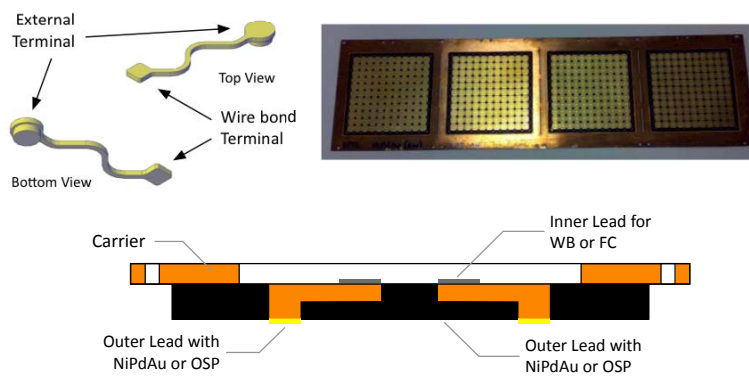 External
Terminal
Top View
Wire bond
Terminal
Bottom View
Inner Lead for
WB or FC
Carrier
Outer Lead with
NiPdAu or OSP
Outer Lead with
NiPdAu or OSP